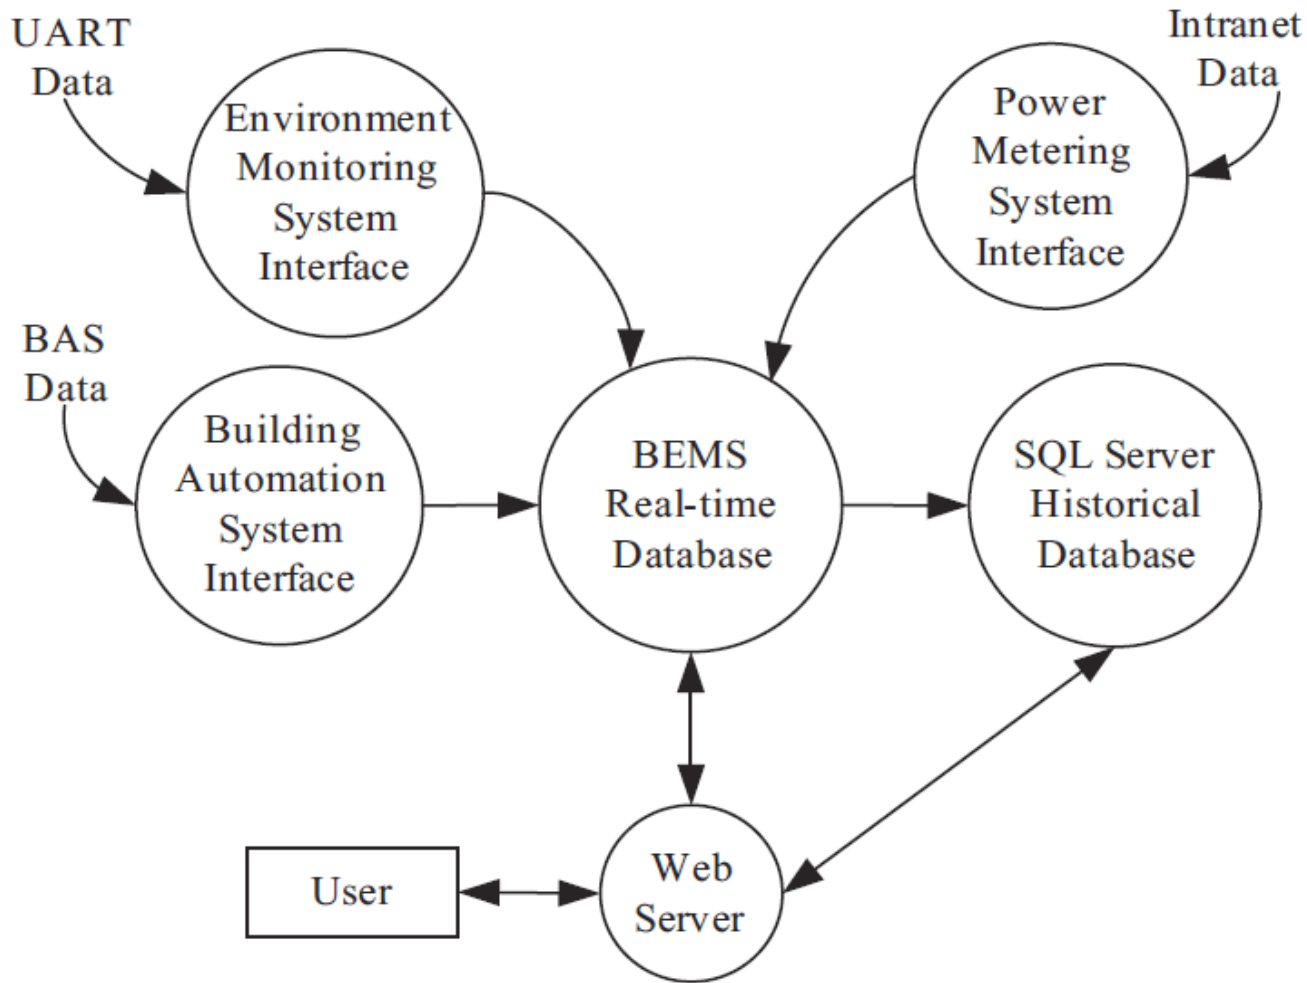 UART
Data
Environment
Monitoring
System
Interface
Intranet
Data
Power
Metering
System
Interface
BAS
Data
Building
Automation
System
Interface
BEMS
Real-time
Database
SQL Server
Historical
Database
User
Web
Server